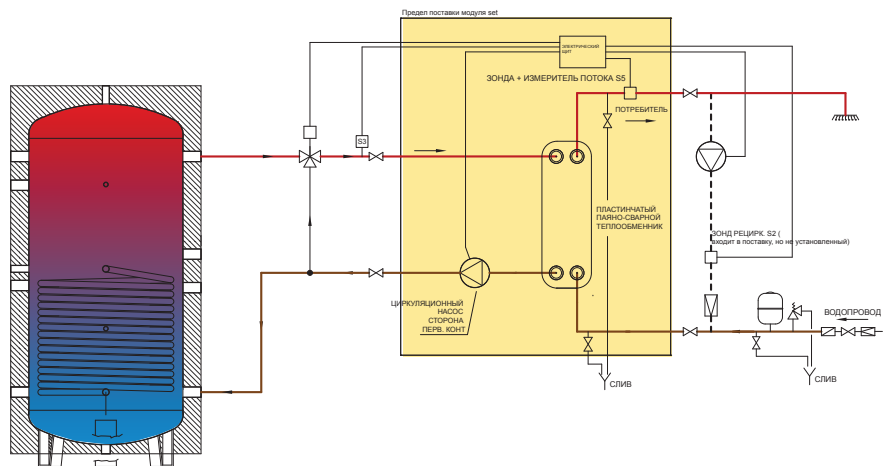 Предел поставки модуля set
ЭЛЕКТРИЧЕСКИЙ
ЩИТ
ЗОНДА + ИЗМЕРИТЕЛЬ ПОТОКА S5
ПОТРЕБИТЕЛЬ
S3
ПЛАСТИНЧАТЫЙ
ПАЯНО-СВАРНОЙ
ТЕПЛООБМЕННИК
ЗОНД РЕЦИРК. S2 (
входит в поставку, но не установленный)
ЦИРКУЛЯЦИОННЫЙ
НАСОС
СТОРОНА
ПЕРВ. КОНТ
ВОДОПРОВОД
СЛИВ
СЛИВ